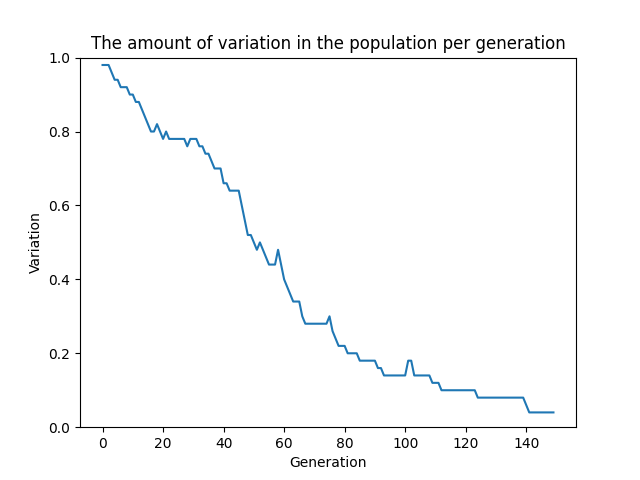 The amount of variation in the population per generation
1.0
0.8
0.6
0.4
0.2
0.0
Variation
0 20 40 60 80 100 120 140
Generation